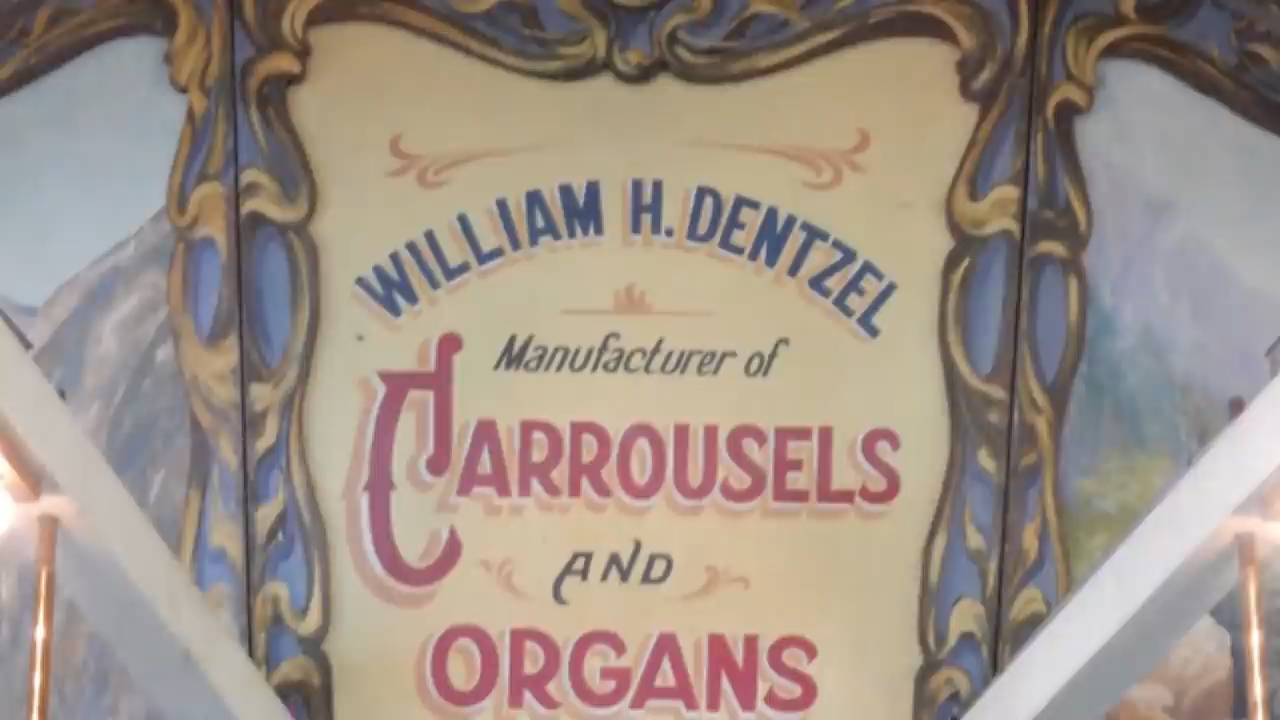 WILLIAM H. DENTZEL
Manufacturer of
CARROUSELS
AND
ORGANS